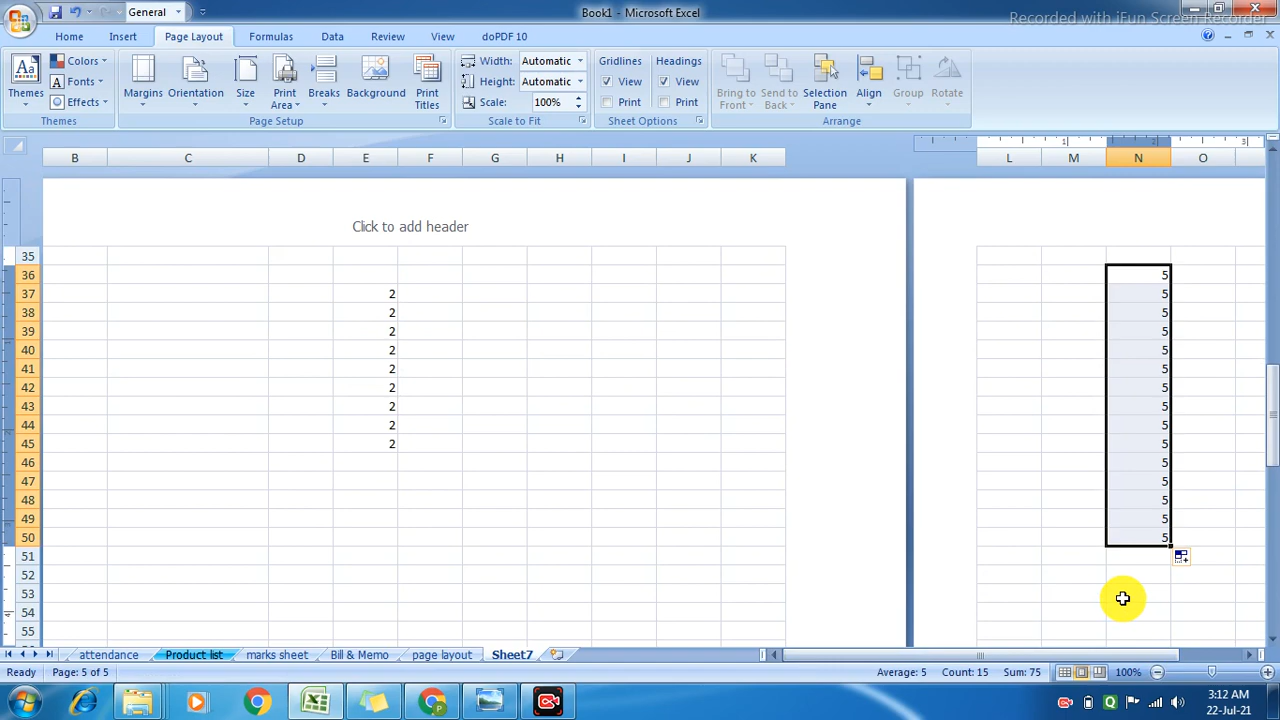 General
Book1 - Microsoft Excel
Recorded with iFun Screen Recorder
Home Insert Page Layout Formulas Data Review View doPDF 10
Themes Colors Fonts Effects
Margins Orientation Size Print Area Breaks Background Print Titles
Width: Automatic
Height: Automatic
Scale: 100%
Gridlines View Print
Headings View Print
Bring to Front Send to Back Selection Pane Align Group Rotate
Themes Page Setup Scale to Fit Sheet Options Arrange
1 2 3
B C D E F G H I J K L M N O
Click to add header
35
36 5
37 2 5
38 2 5
39 2 5
40 2 5
41 2 5
42 2 5
43 2 5
44 2 5
45 2 5
46 5
47 5
48 5
49 5
50 5
51
52
53
54
55
attendance Product list marks sheet Bill & Memo page layout Sheet7
Ready Page: 5 of 5 Average: 5 Count: 15 Sum: 75 100%
3:12 AM
22-Jul-21